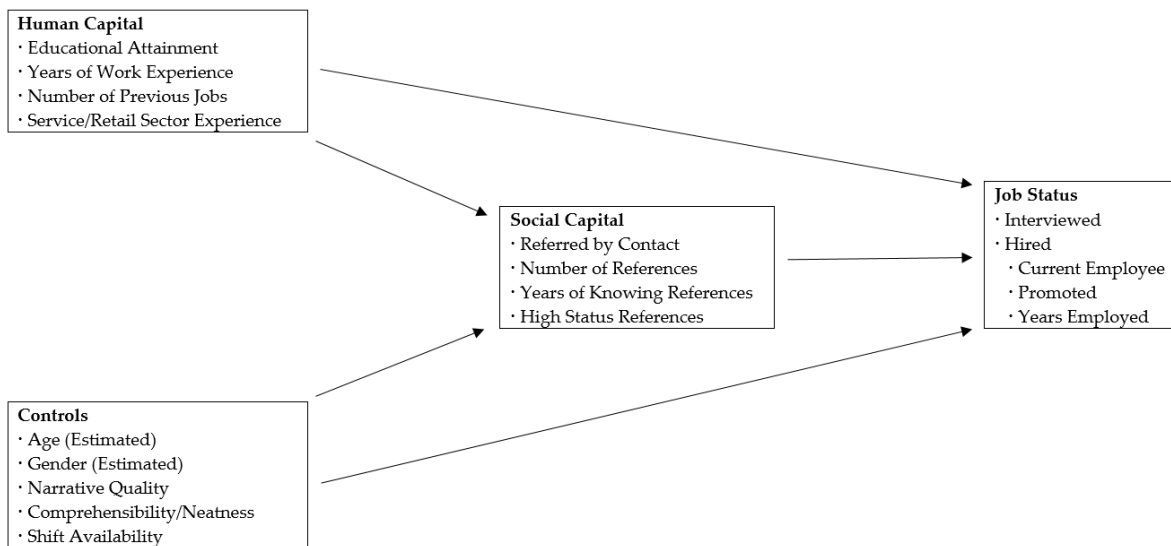 Human Capital
· Educational Attainment
· Years of Work Experience
· Number of Previous Jobs
· Service/Retail Sector Experience
Social Capital
· Referred by Contact
· Number of References
· Years of Knowing References
· High Status References
Job Status
· Interviewed
· Hired
· Current Employee
· Promoted
· Years Employed
Controls
· Age (Estimated)
· Gender (Estimated)
· Narrative Quality
· Comprehensibility/Neatness
· Shift Availability